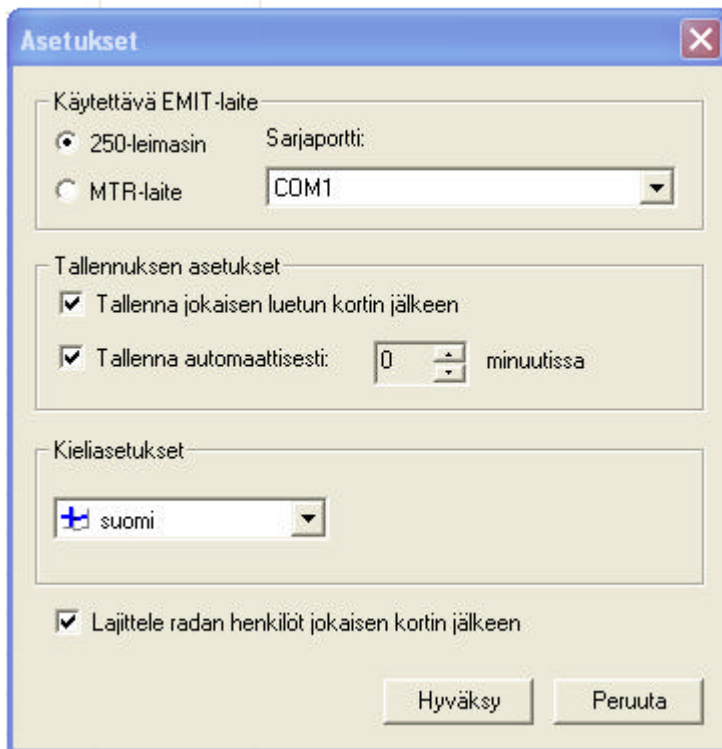 Asetukset
Käytettävä EMIT-laite
250-leimasin
Sarjaportti:
MTR-laite
COM1
Tallennuksen asetukset
Tallenna jokaisen luetun kortin jälkeen
Tallenna automaattisesti: 0 minuutissa
Kieliasetukset
suomi
Lajittele radan henkilöt jokaisen kortin jälkeen
Hyväksy Peruuta